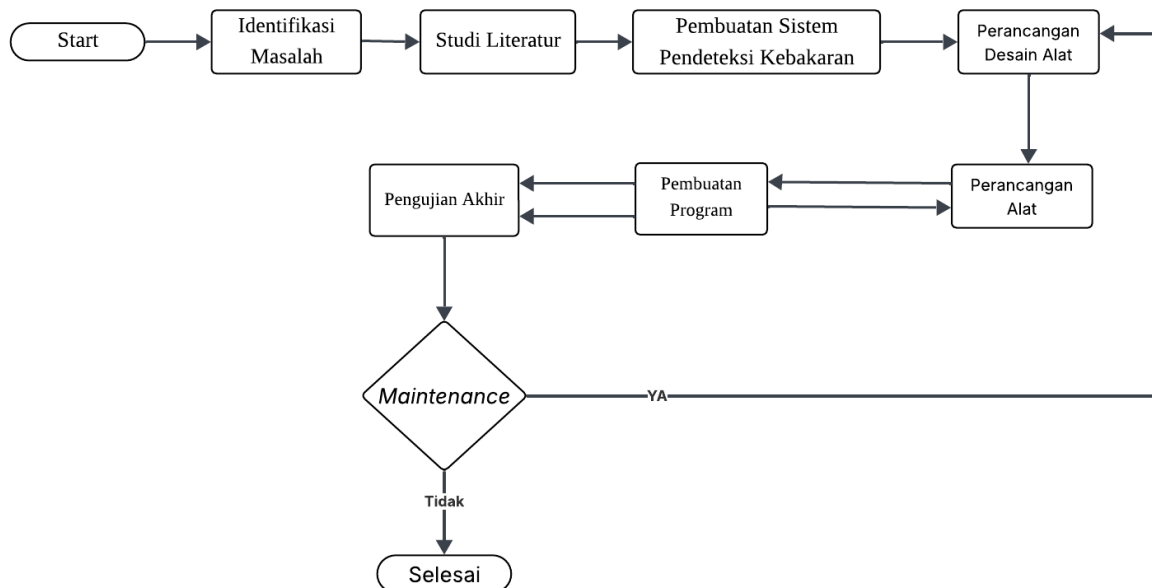 Start
Identifikasi
Masalah
Studi Literatur
Pembuatan Sistem
Pendeteksi Kebakaran
Perancangan
Desain Alat
Perancangan
Alat
Pembuatan
Program
Pengujian Akhir
Maintenance
YA
Tidak
Selesai